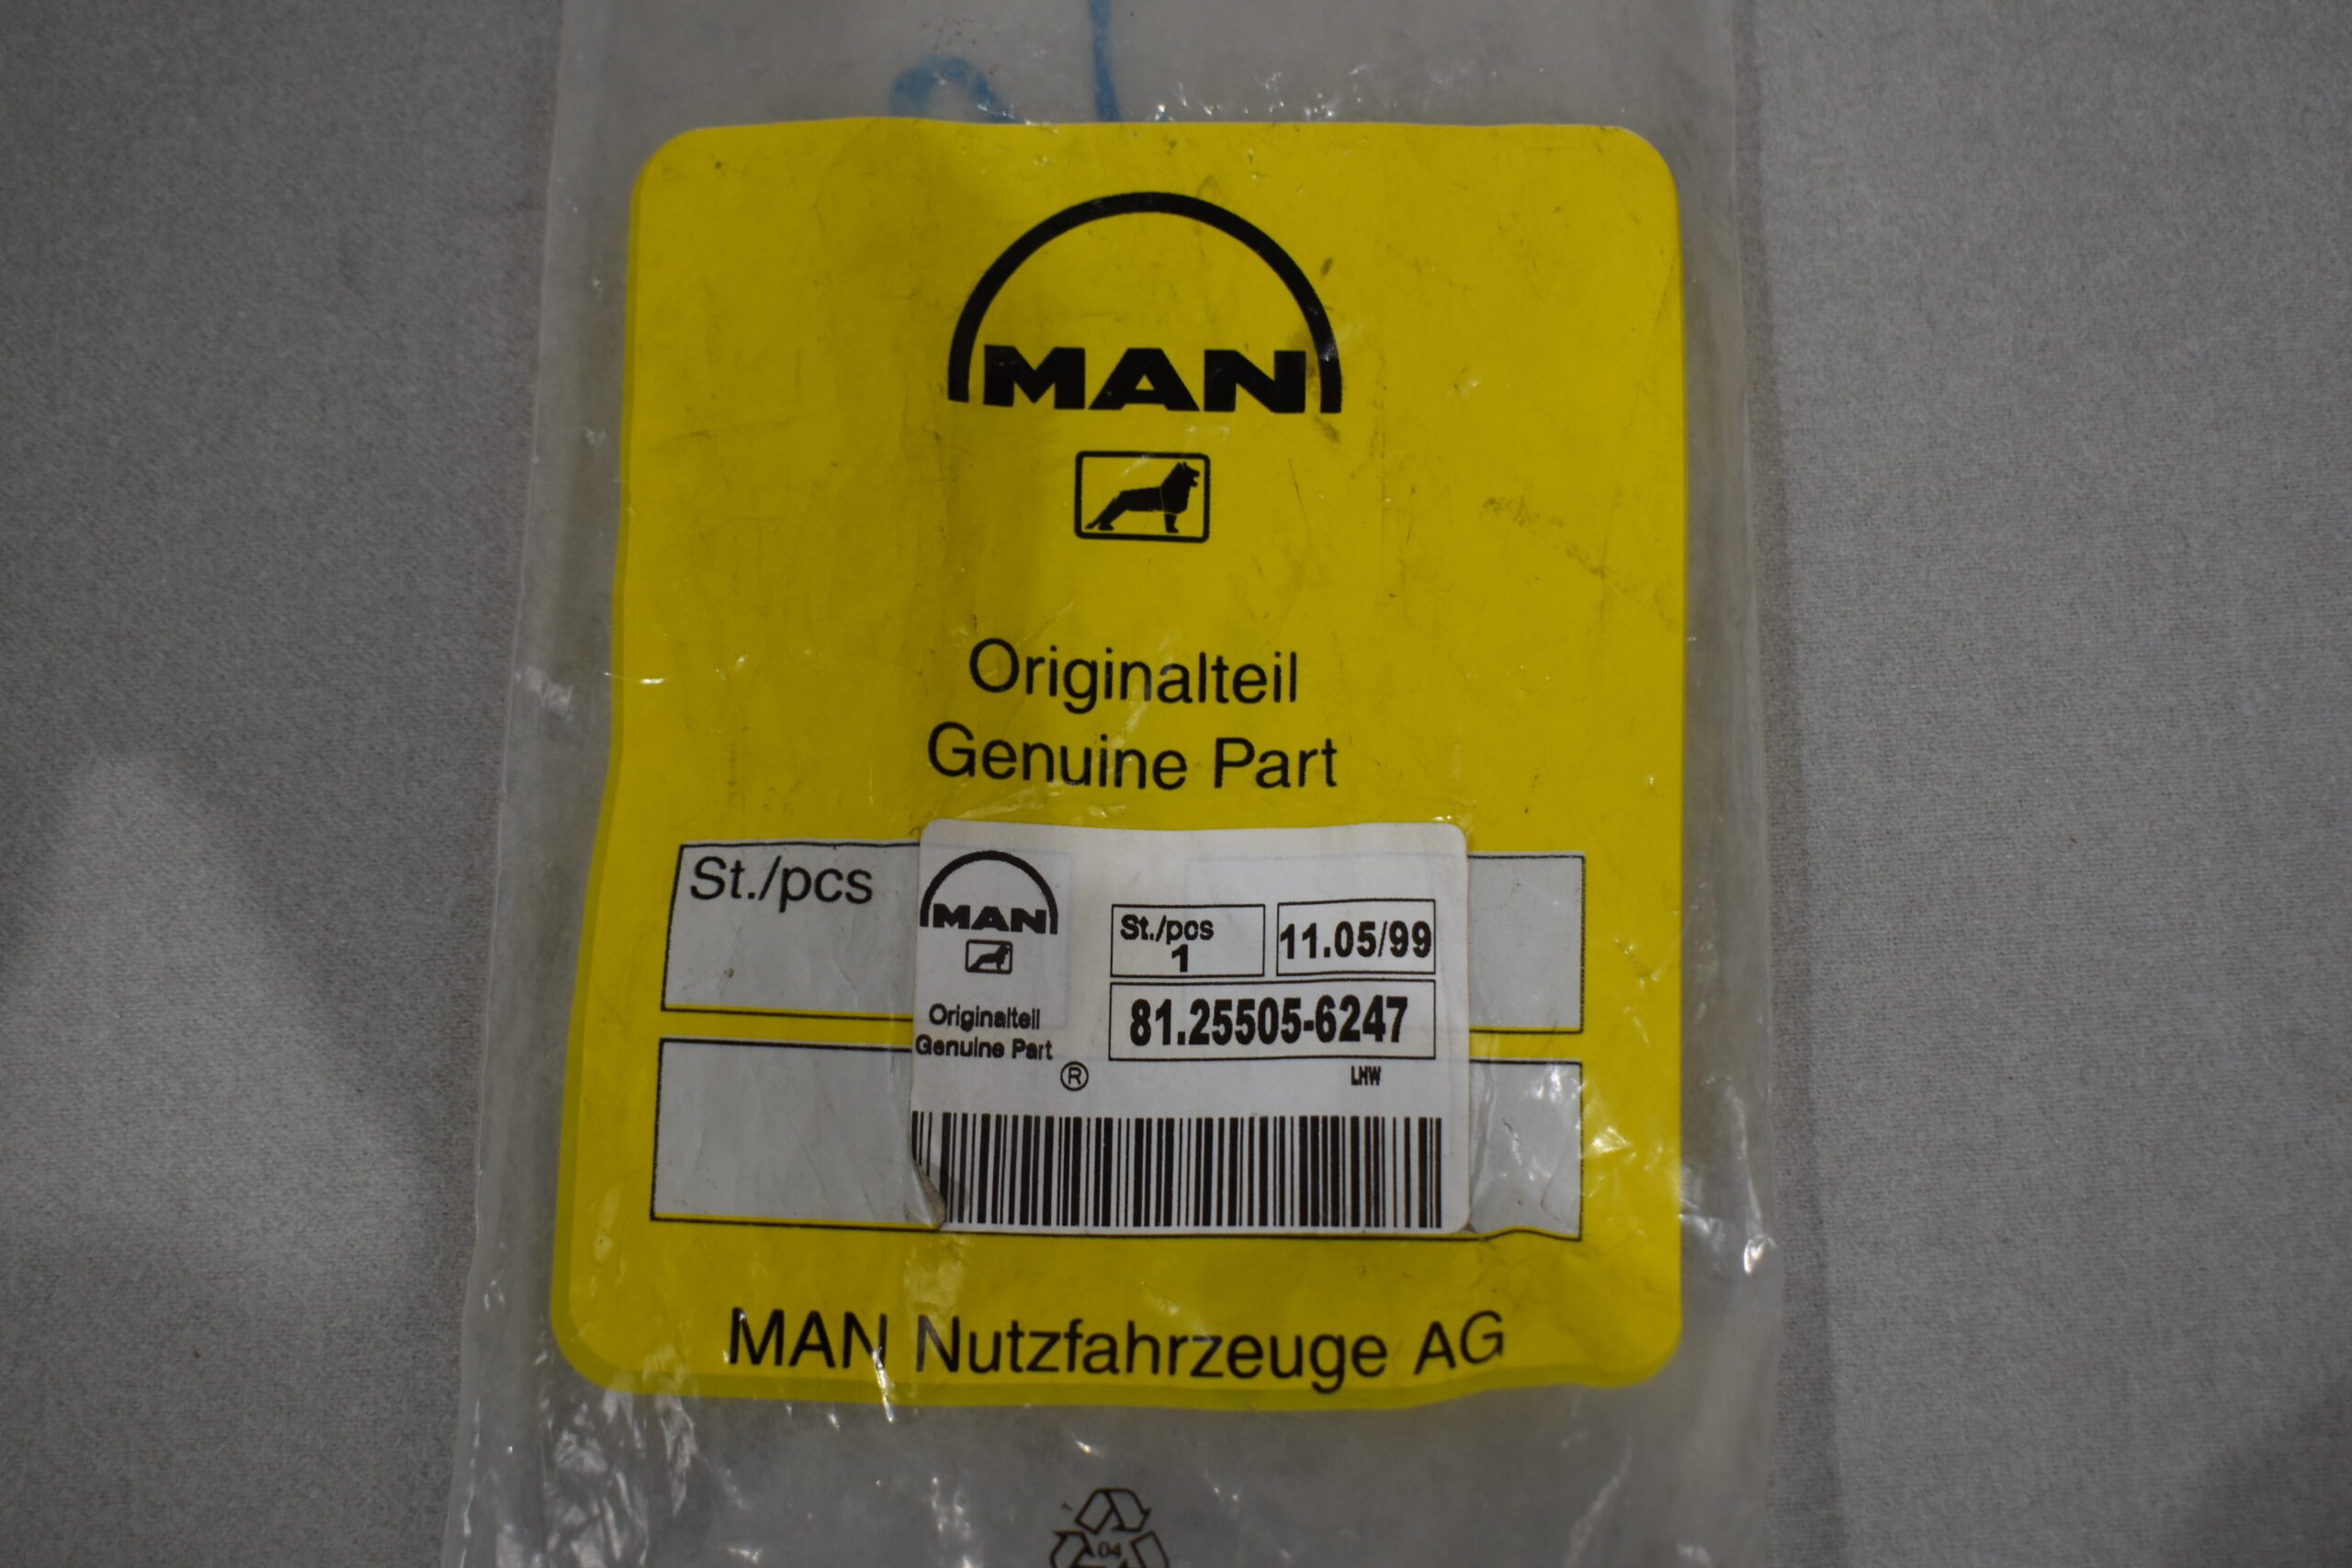 MAN
Originalteil
Genuine Part
St./pcs
MAN
St./pcs
1
11.05/99
81.25505-6247
Originalteil
Genuine Part
®
LHW
MAN Nutzfahrzeuge AG
04